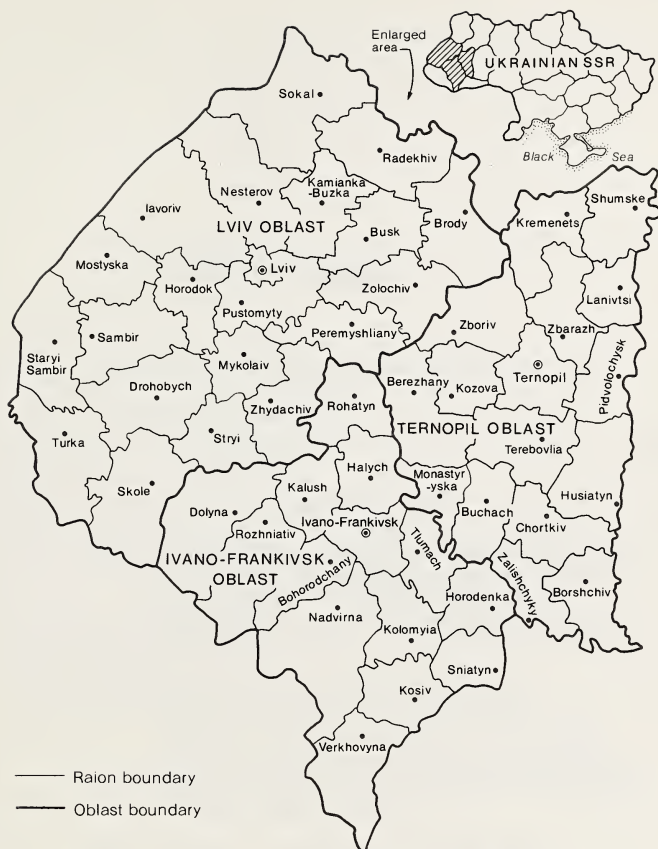 Enlarged
area
UKRAINIAN SSR
Black Sea
Sokal
Radekhiv
Nesterov
Kamianka
-Buzka
Iavoriv
LVIV OBLAST
Busk
Brody
Kremenets
Shumske
Mostyska
Horodok
Lviv
Zolochiv
Lanivtsi
Pustomyty
Peremyshliany
Zboriv
Zbarazh
Staryi
Sambir
Sambir
Mykolaiv
Ternopil
Pidvolochysk
Drohobych
Zhydachiv
Rohatyn
Berezhany
Kozova
TERNOPIL OBLAST
Terebovlia
Turka
Stryi
Skole
Kalush
Halych
Monastyr
-yska
Buchach
Husiatyn
Chortkiv
Dolyna
Rozhniativ
Ivano-Frankivsk
IVANO-FRANKIVSK
OBLAST
Bohorodchany
Tlumach
Zalishchyky
Borshchiv
Nadvirna
Horodenka
Kolomyia
Sniatyn
Kosiv
Verkhovyna
Raion boundary
Oblast boundary